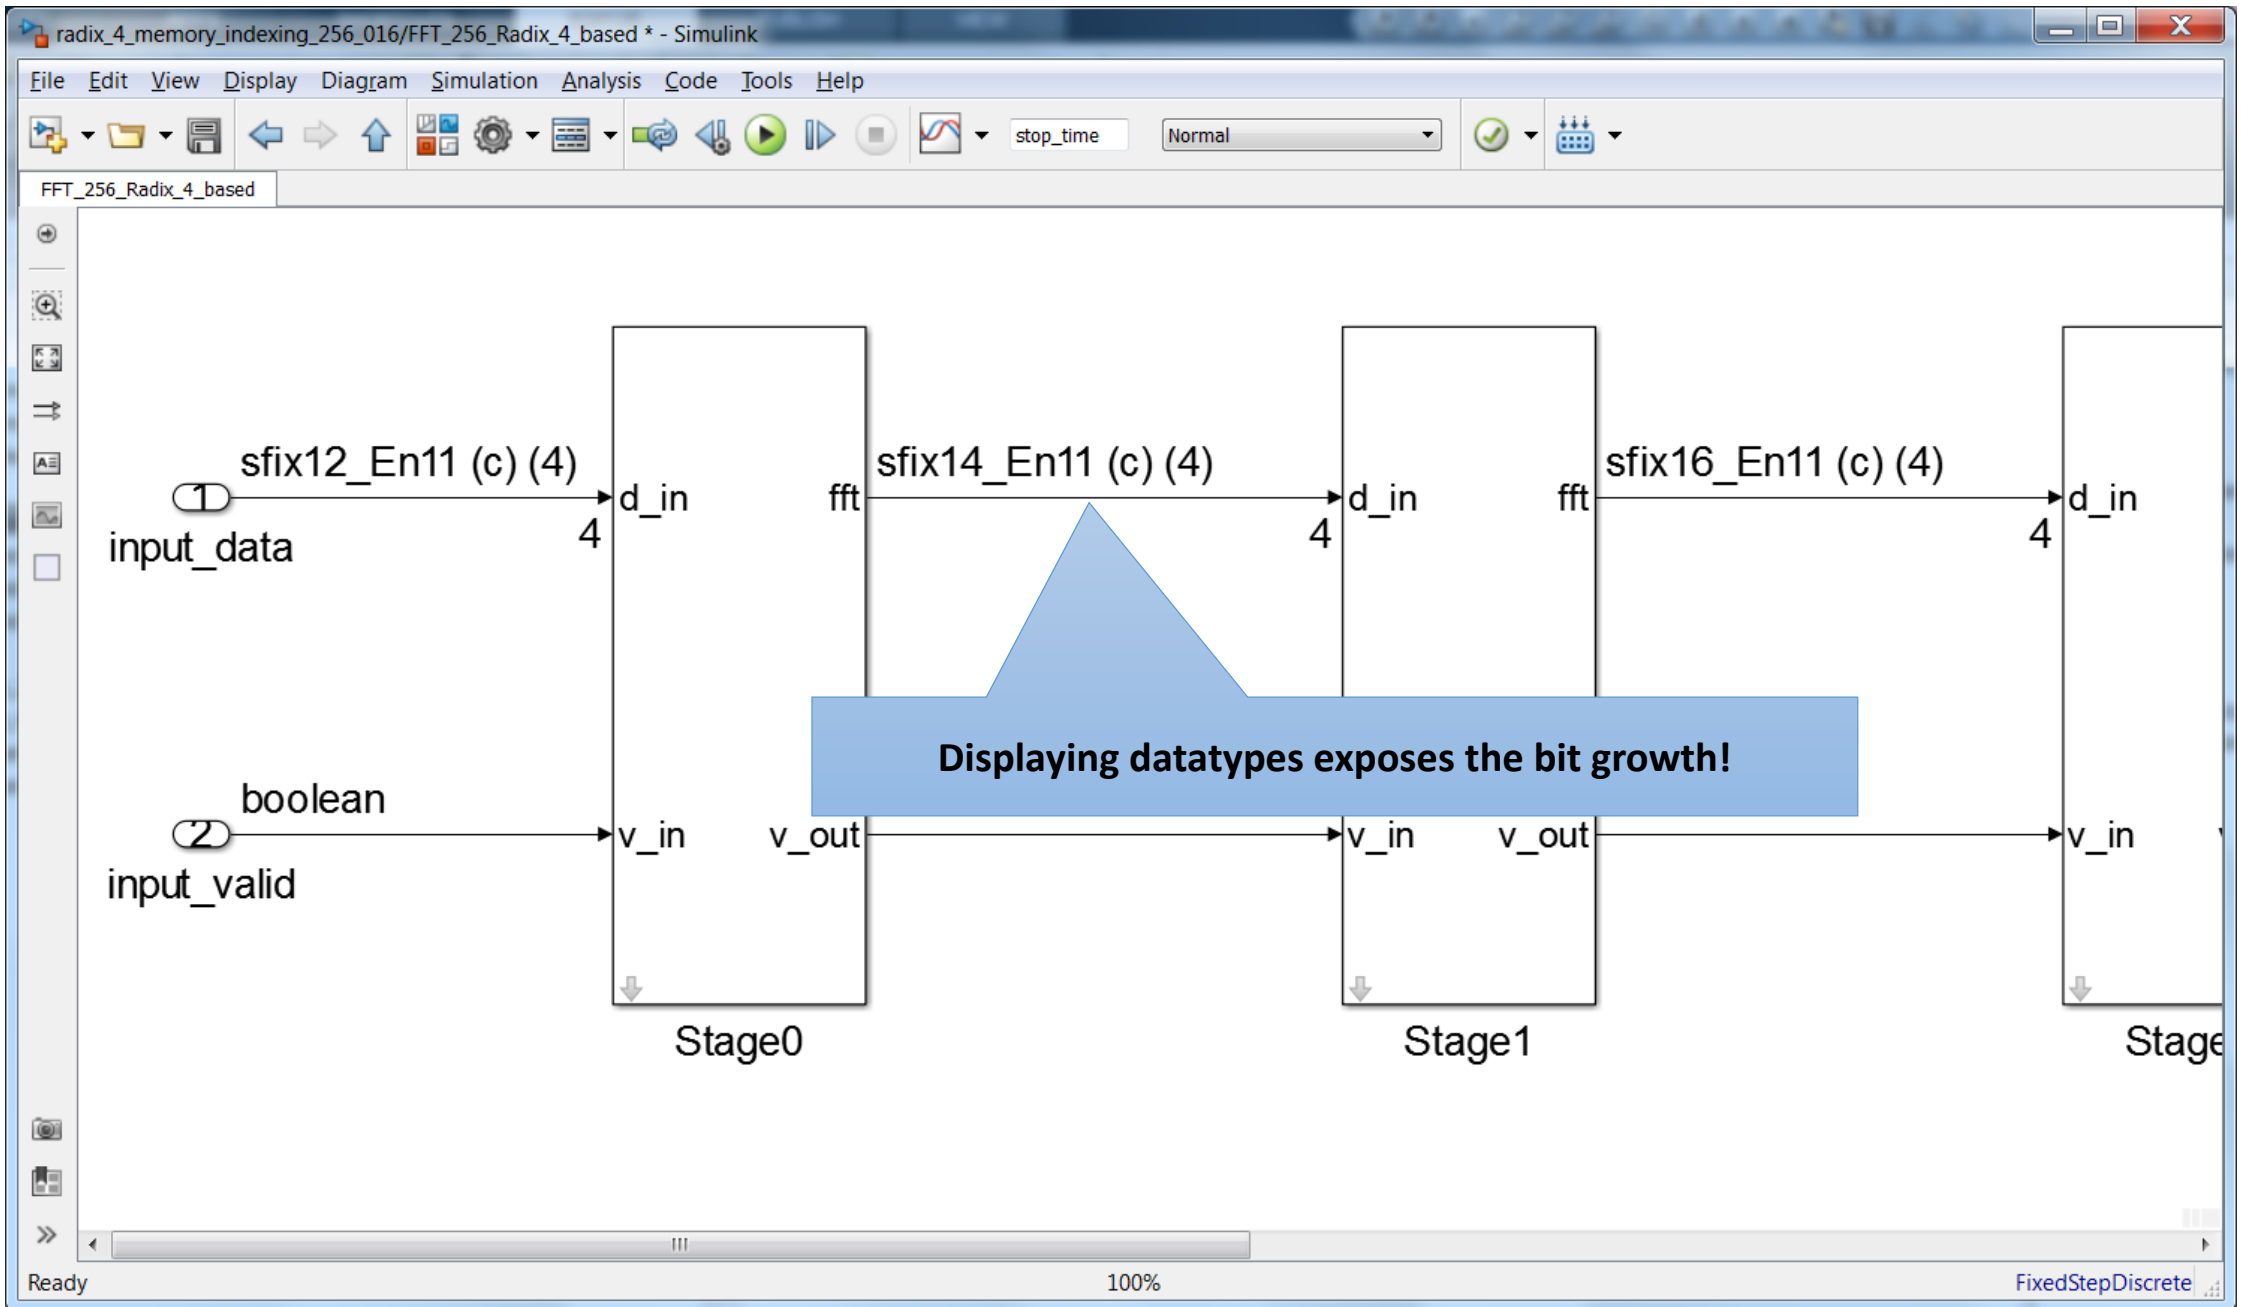 radix_4_memory_indexing_256_016/FFT_256_Radix_4_based * - Simulink
File Edit View Display Diagram Simulation Analysis Code Tools Help
stop_time Normal
FFT_256_Radix_4_based
sfix12_En11 (c) (4) sfix14_En11 (c) (4) sfix16_En11 (c) (4)
1 d_in fft d_in fft d_in
4 4 4
input_data
Displaying datatypes exposes the bit growth!
boolean
2 v_in v_out v_in v_out v_in
input_valid
Stage0 Stage1 Stage
Ready 100% FixedStepDiscrete